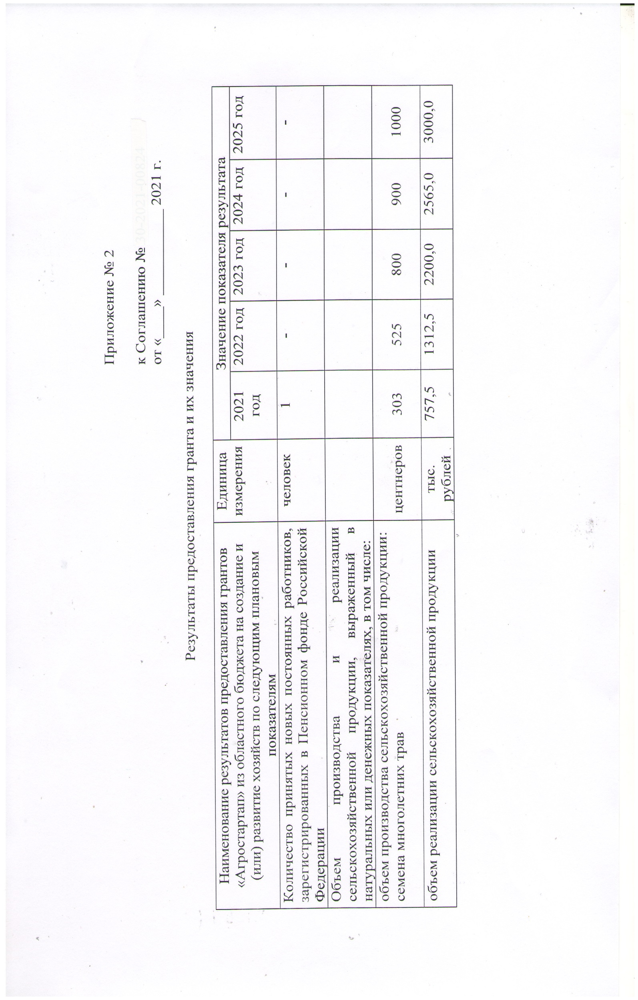 Приложение № 2
к Соглашению № 30-2021-00824
от «____» ____________ 2021 г.
Результаты предоставления гранта и их значения
Наименование результатов предоставления грантов
«Агростартап» из областного бюджета на создание и
(или) развитие хозяйств по следующим плановым
показателям
Единица
измерения
Значение показателя результата
2021
год
2022 год
2023 год
2024 год
2025 год
Количество принятых новых постоянных работников,
зарегистрированных в Пенсионном фонде Российской
Федерации
человек
1
-
-
-
-
Объем производства и реализации
сельскохозяйственной продукции, выраженный в
натуральных или денежных показателях, в том числе:
объем производства сельскохозяйственной продукции:
семена многолетних трав
центнеров
303
525
800
900
1000
объем реализации сельскохозяйственной продукции
тыс.
рублей
757,5
1312,5
2200,0
2565,0
3000,0